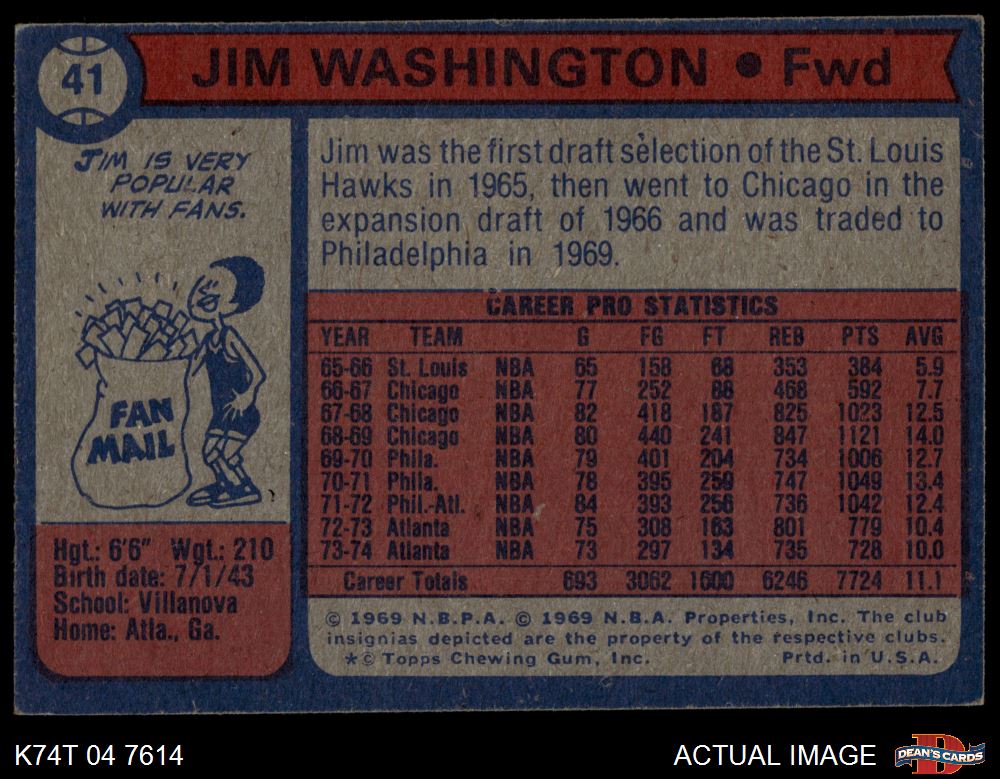 41
JIM WASHINGTON ● Fwd
JIM IS VERY
POPULAR
WITH FANS.
FAN
MAIL
Hgt.: 6'6" Wgt.: 210
Birth date: 7/1/43
School: Villanova
Home: Atla., Ga.
Jim was the first draft selection of the St. Louis
Hawks in 1965, then went to Chicago in the
expansion draft of 1966 and was traded to
Philadelphia in 1969.
CAREER PRO STATISTICS
YEAR TEAM G FG FT REB PTS AVG
65-66 St. Louis NBA 65 158 68 353 384 5.9
66-67 Chicago NBA 77 252 88 468 592 7.7
67-68 Chicago NBA 82 418 187 825 1023 12.5
68-69 Chicago NBA 80 440 241 847 1121 14.0
69-70 Phila. NBA 79 401 204 734 1006 12.7
70-71 Phila. NBA 78 395 259 747 1049 13.4
71-72 Phil.-Atl. NBA 84 393 256 736 1042 12.4
72-73 Atlanta NBA 75 308 163 801 779 10.4
73-74 Atlanta NBA 73 297 134 735 728 10.0
Career Totals 693 3062 1600 6246 7724 11.1
© 1969 N.B.P.A. © 1969 N.B.A. Properties, Inc. The club
insignias depicted are the property of the respective clubs.
*© Topps Chewing Gum, Inc. Prtd. in U.S.A.
K74T 04 7614
ACTUAL IMAGE
D
DEAN'S CARDS